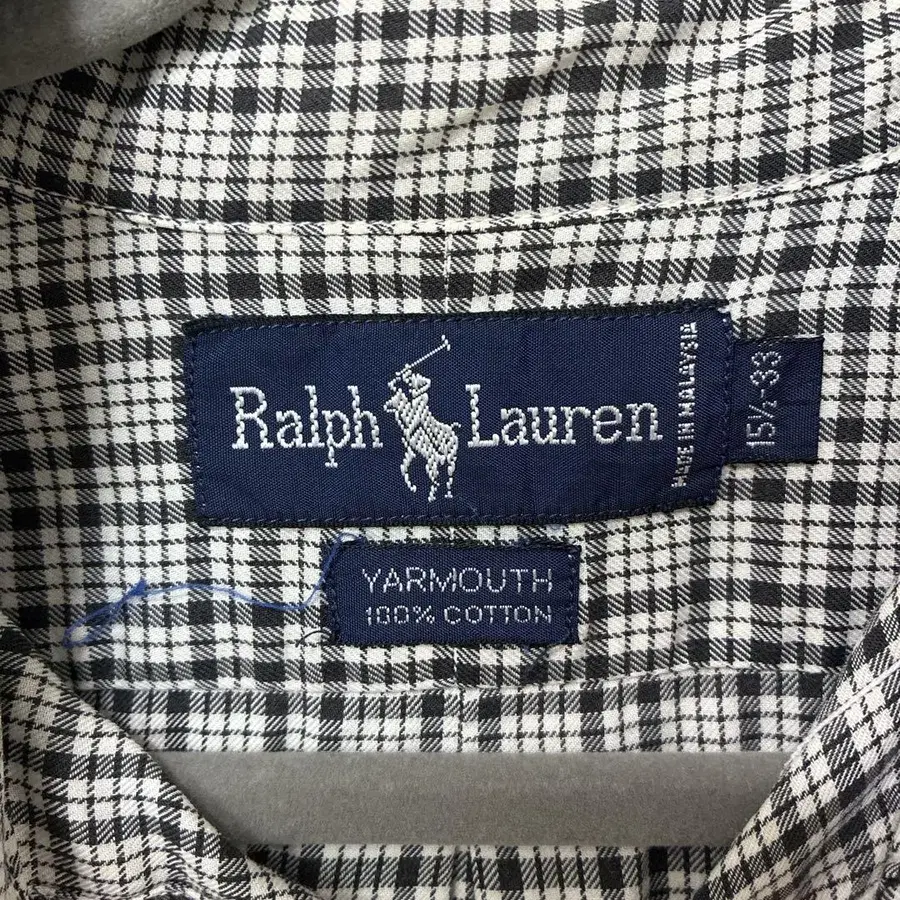 Ralph Lauren
MADE IN MALAYSIA
15½-33
YARMOUTH
100% COTTON